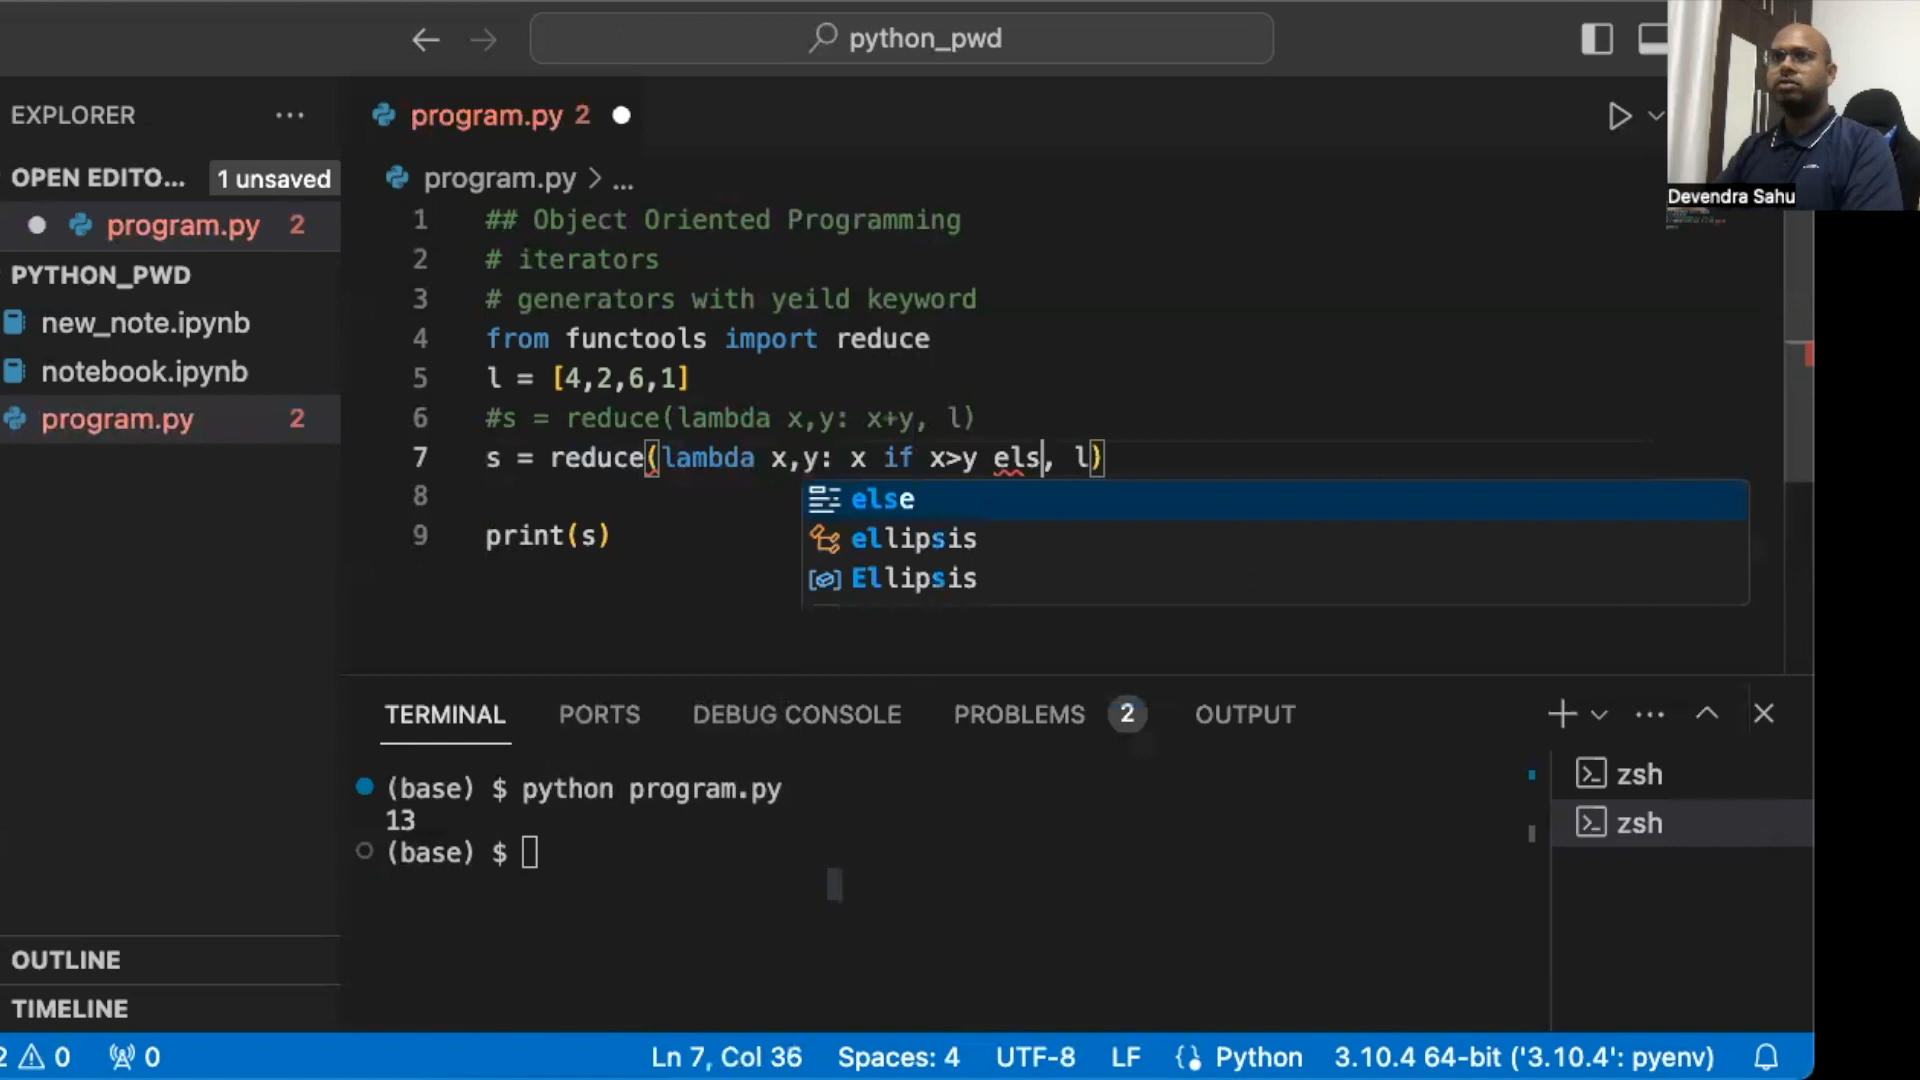 python_pwd
Devendra Sahu
EXPLORER ...
OPEN EDITO... 1 unsaved
program.py 2
PYTHON_PWD
new_note.ipynb
notebook.ipynb
program.py 2
OUTLINE
TIMELINE
program.py 2
program.py > ...
1 ## Object Oriented Programming
2 # iterators
3 # generators with yeild keyword
4 from functools import reduce
5 l = [4,2,6,1]
6 #s = reduce(lambda x,y: x+y, l)
7 s = reduce(lambda x,y: x if x>y els, l)
8
9 print(s)
else
ellipsis
Ellipsis
TERMINAL PORTS DEBUG CONSOLE PROBLEMS 2 OUTPUT
(base) $ python program.py
13
(base) $
zsh
zsh
2 0 0 Ln 7, Col 36 Spaces: 4 UTF-8 LF Python 3.10.4 64-bit ('3.10.4': pyenv)